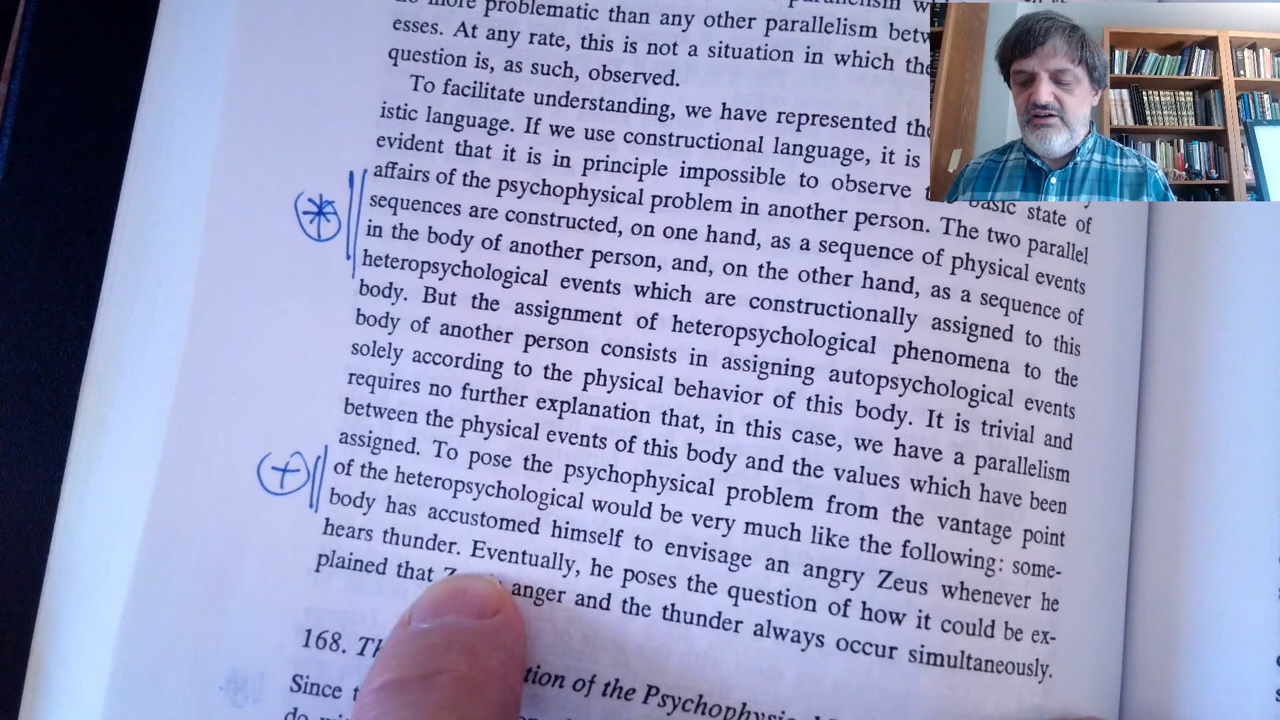 more problematic than any other parallelism betw
esses. At any rate, this is not a situation in which the
question is, as such, observed.
To facilitate understanding, we have represented the
istic language. If we use constructional language, it is
evident that it is in principle impossible to observe basic state of
affairs of the psychophysical problem in another person. The two parallel
sequences are constructed, on one hand, as a sequence of physical events
in the body of another person, and, on the other hand, as a sequence of
heteropsychological events which are constructionally assigned to this
body. But the assignment of heteropsychological phenomena to the
body of another person consists in assigning autopsychological events
solely according to the physical behavior of this body. It is trivial and
requires no further explanation that, in this case, we have a parallelism
between the physical events of this body and the values which have been
assigned. To pose the psychophysical problem from the vantage point
of the heteropsychological would be very much like the following: some-
body has accustomed himself to envisage an angry Zeus whenever he
hears thunder. Eventually, he poses the question of how it could be ex-
plained that anger and the thunder always occur simultaneously.
168. Th tion of the Psychophysi
Since t
do